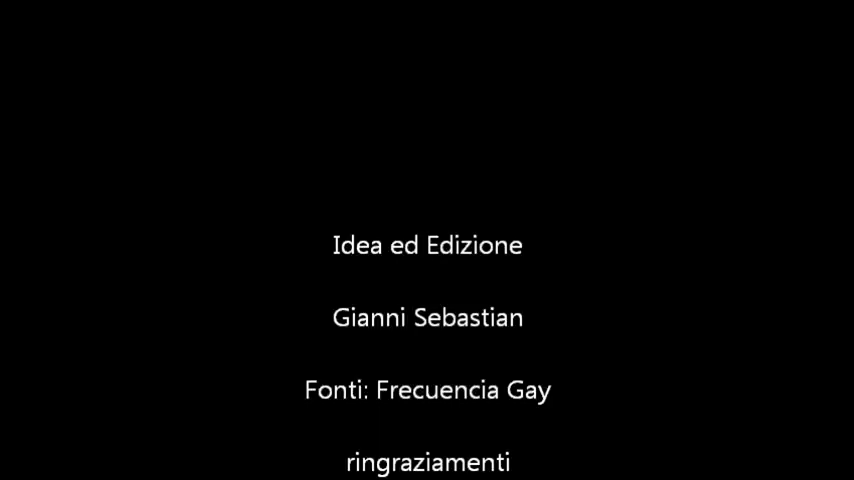 Idea ed Edizione
Gianni Sebastian
Fonti: Frecuencia Gay
ringraziamenti